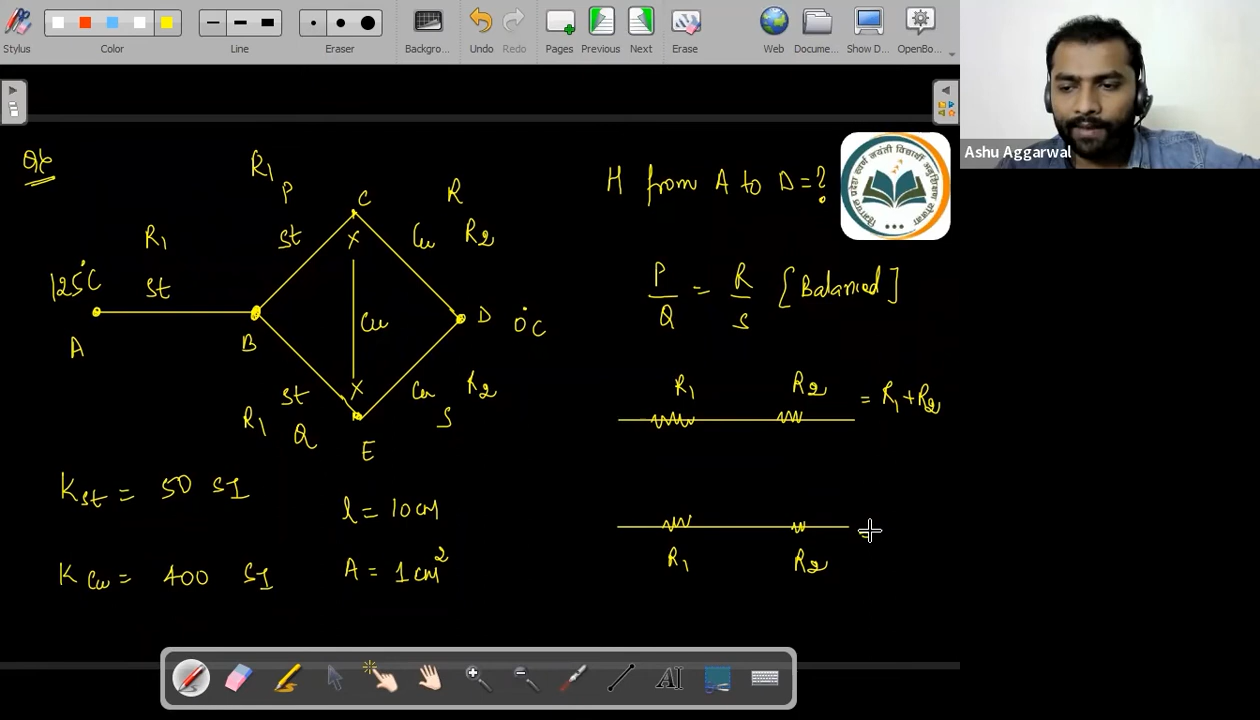 Stylus
Color
Line
Eraser
Backgro...
Undo
Redo
Pages
Previous
Next
Erase
Web
Docume...
Show D...
OpenBo...
Ashu Aggarwal
R1
P
C
R
St
Cu
R2
R1
St
125°C
A
B
Cu
D
0°C
St
R1
Q
E
Cu
R2
S
H from A to D = ?
P/Q = R/S [Balanced]
R1 R2 = R1 + R2
R1 R2
KSt = 50 SI
l = 10 cm
KCu = 400 SI
A = 1 cm²
AI